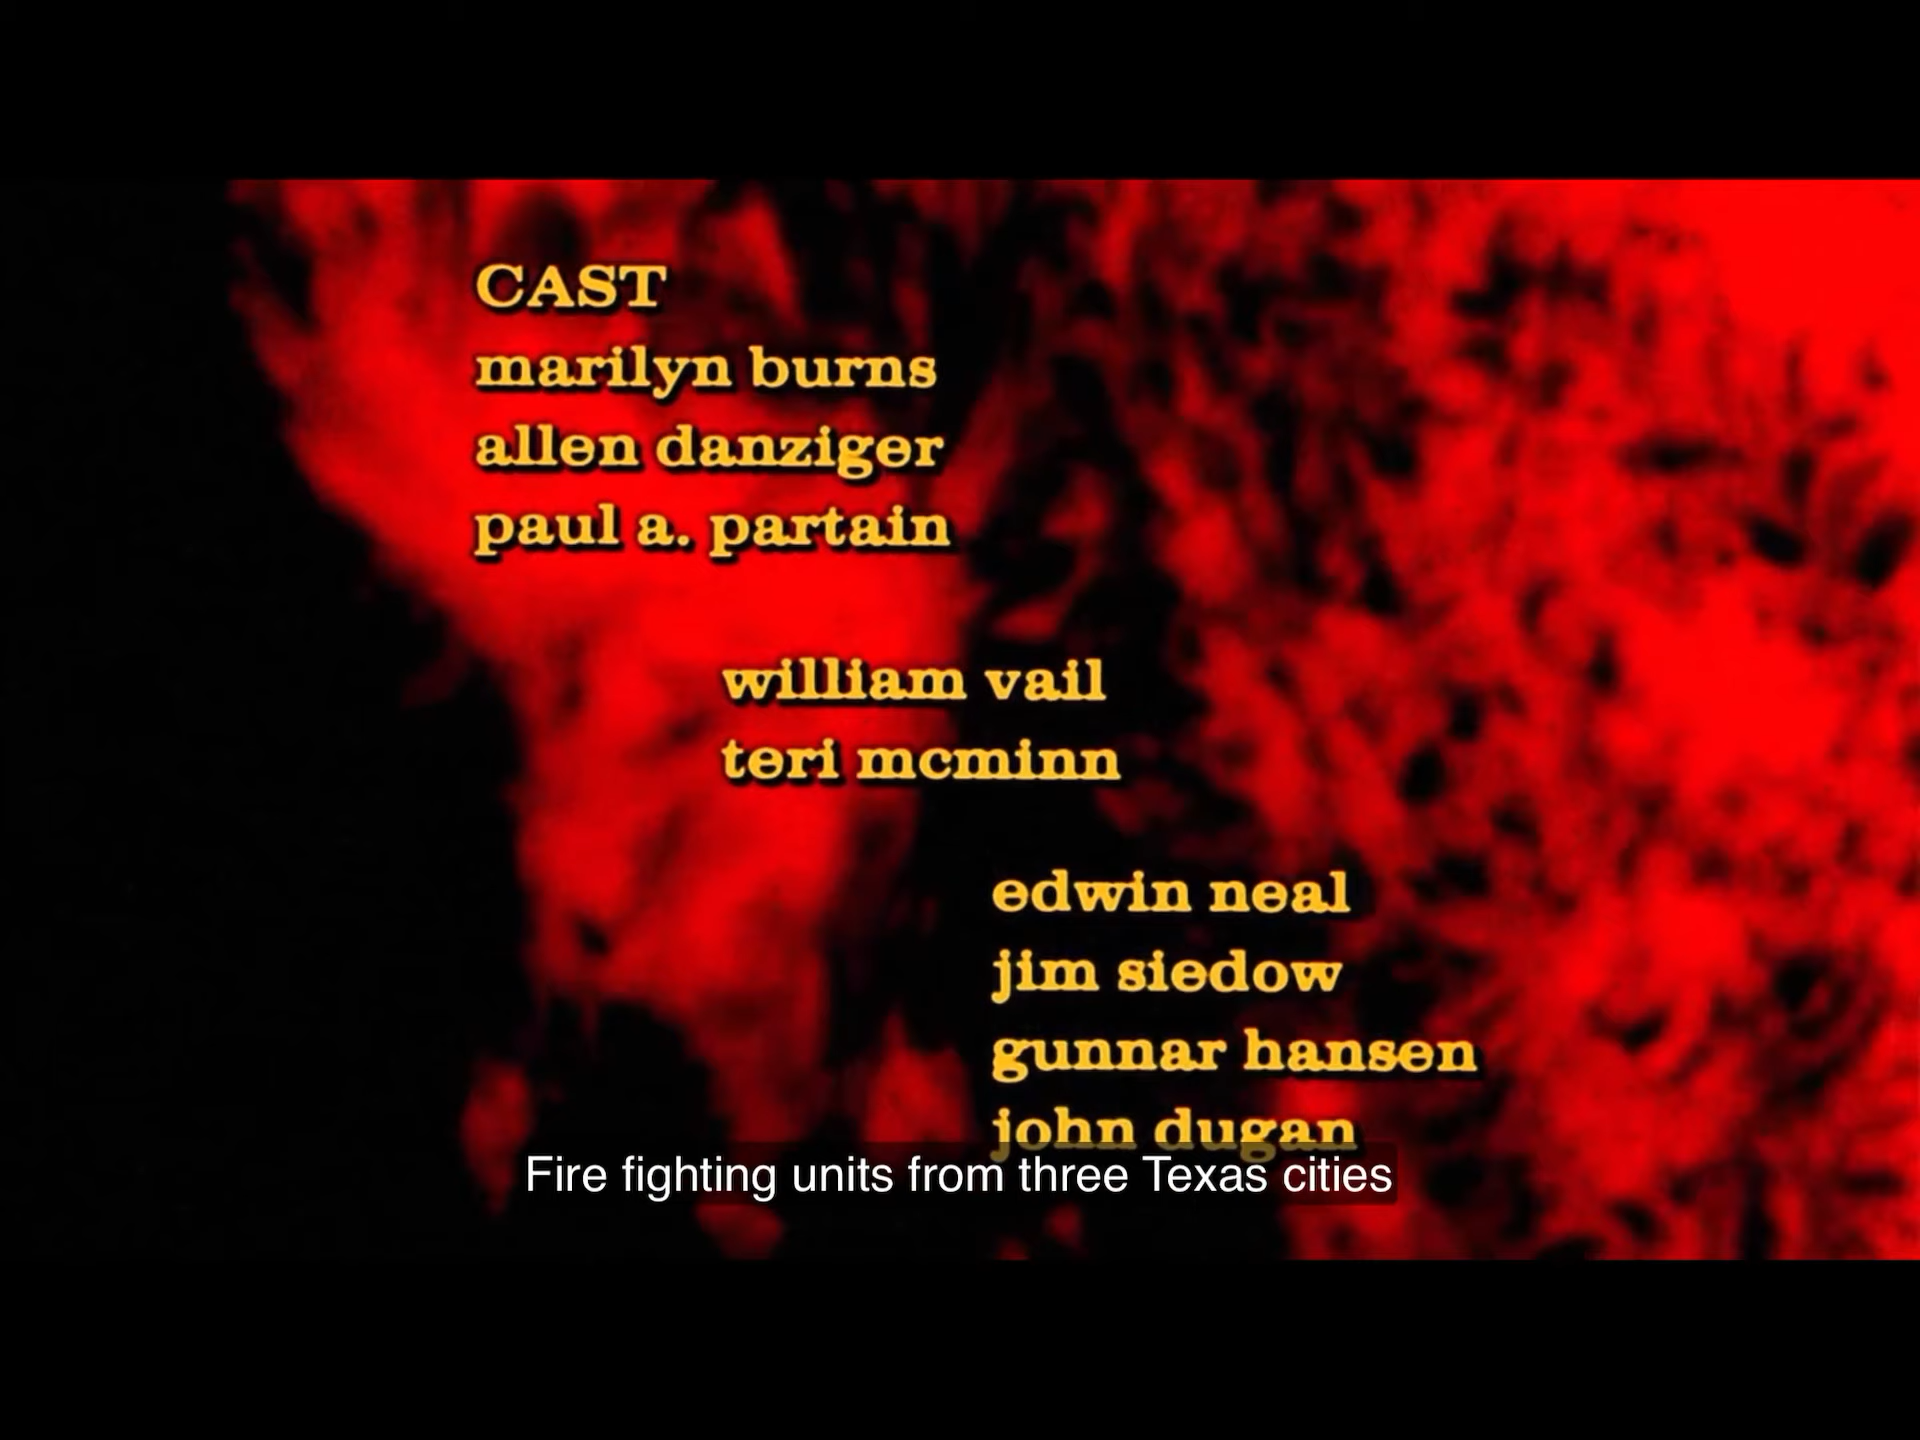 CAST
marilyn burns
allen danziger
paul a. partain
william vail
teri mcminn
edwin neal
jim siedow
gunnar hansen
john dugan
Fire fighting units from three Texas cities